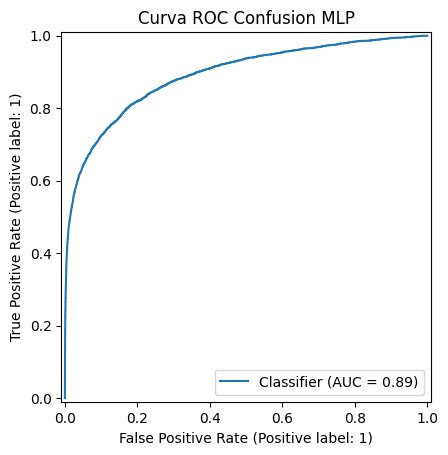 Curva ROC Confusion MLP
True Positive Rate (Positive label: 1)
1.0
0.8
0.6
0.4
0.2
0.0
Classifier (AUC = 0.89)
0.0 0.2 0.4 0.6 0.8 1.0
False Positive Rate (Positive label: 1)